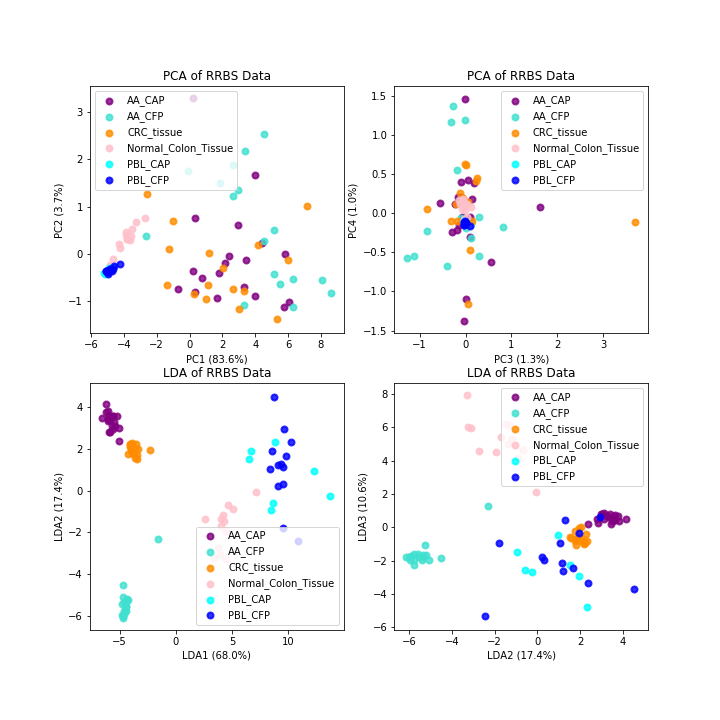 PCA of RRBS Data
AA_CAP
AA_CFP
CRC_tissue
Normal_Colon_Tissue
PBL_CAP
PBL_CFP
PC2 (3.7%)
3
2
1
0
−1
−6
−4
−2
0
2
4
6
8
PC1 (83.6%)
PCA of RRBS Data
AA_CAP
AA_CFP
CRC_tissue
Normal_Colon_Tissue
PBL_CAP
PBL_CFP
PC4 (1.0%)
1.5
1.0
0.5
0.0
−0.5
−1.0
−1.5
−1
0
1
2
3
PC3 (1.3%)
LDA of RRBS Data
LDA2 (17.4%)
4
2
0
−2
−4
−6
AA_CAP
AA_CFP
CRC_tissue
Normal_Colon_Tissue
PBL_CAP
PBL_CFP
−5
0
5
10
LDA1 (68.0%)
LDA of RRBS Data
AA_CAP
AA_CFP
CRC_tissue
Normal_Colon_Tissue
PBL_CAP
PBL_CFP
LDA3 (10.6%)
8
6
4
2
0
−2
−4
−6
−6
−4
−2
0
2
4
LDA2 (17.4%)